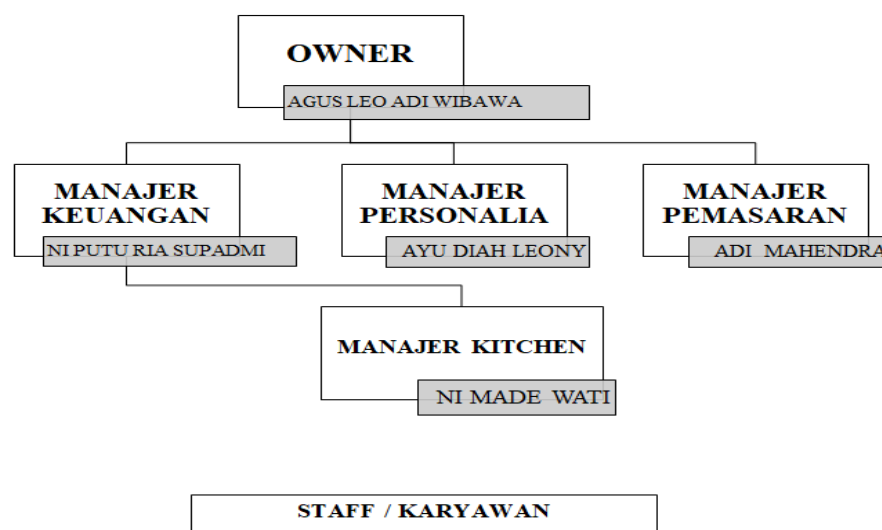 OWNER
AGUS LEO ADI WIBAWA
MANAJER
KEUANGAN
NI PUTU RIA SUPADMI
MANAJER
PERSONALIA
AYU DIAH LEONY
MANAJER
PEMASARAN
ADI MAHENDRA
MANAJER KITCHEN
NI MADE WATI
STAFF / KARYAWAN